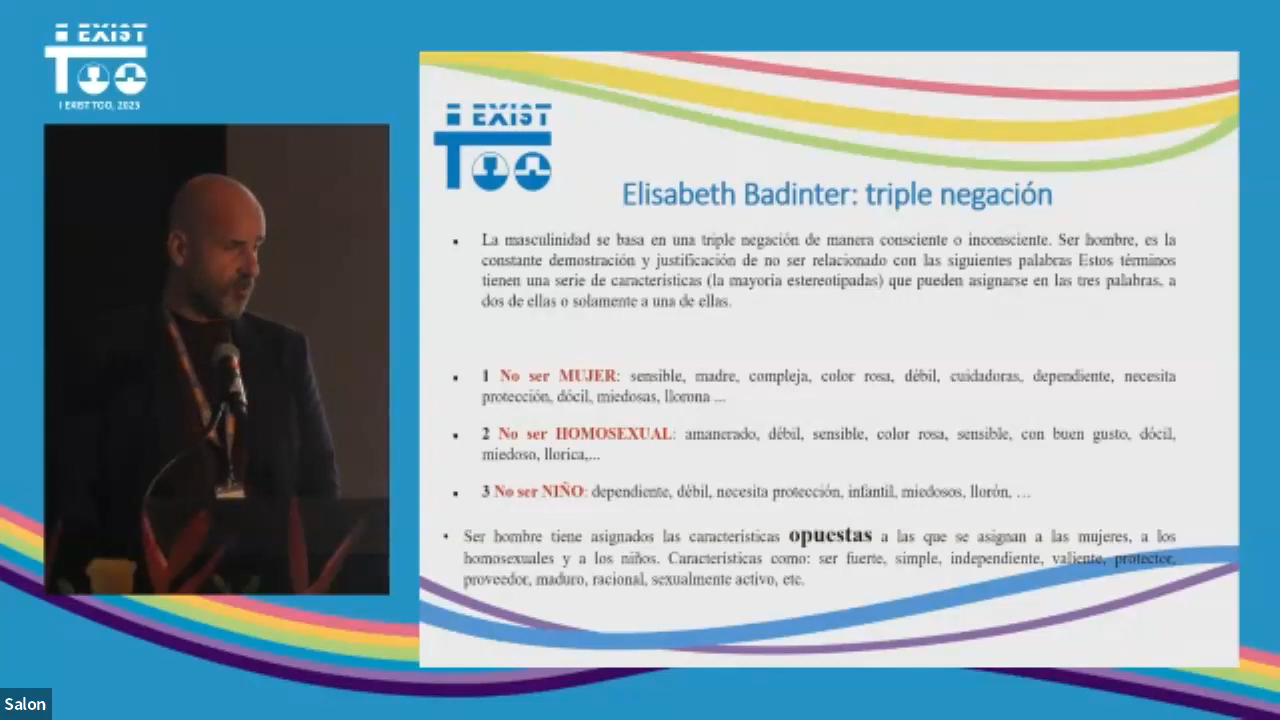 I EXIST
TOO
I EXIST TOO, 2023
I EXIST
TOO
Elisabeth Badinter: triple negación
La masculinidad se basa en una triple negación de manera consciente o inconsciente. Ser hombre, es la
constante demostración y justificación de no ser relacionado con las siguientes palabras Estos términos
tienen una serie de características (la mayoría estereotipadas) que pueden asignarse en las tres palabras, a
dos de ellas o solamente a una de ellas.
1 No ser MUJER: sensible, madre, compleja, color rosa, débil, cuidadoras, dependiente, necesita
protección, dócil, miedosas, llorona ...
2 No ser HOMOSEXUAL: amanerado, débil, sensible, color rosa, sensible, con buen gusto, dócil,
miedoso, llorica,...
3 No ser NIÑO: dependiente, débil, necesita protección, infantil, miedosos, llorón, ...
Ser hombre tiene asignados las características opuestas a las que se asignan a las mujeres, a los
homosexuales y a los niños. Características como: ser fuerte, simple, independiente, valiente, protector,
proveedor, maduro, racional, sexualmente activo, etc.
Salon